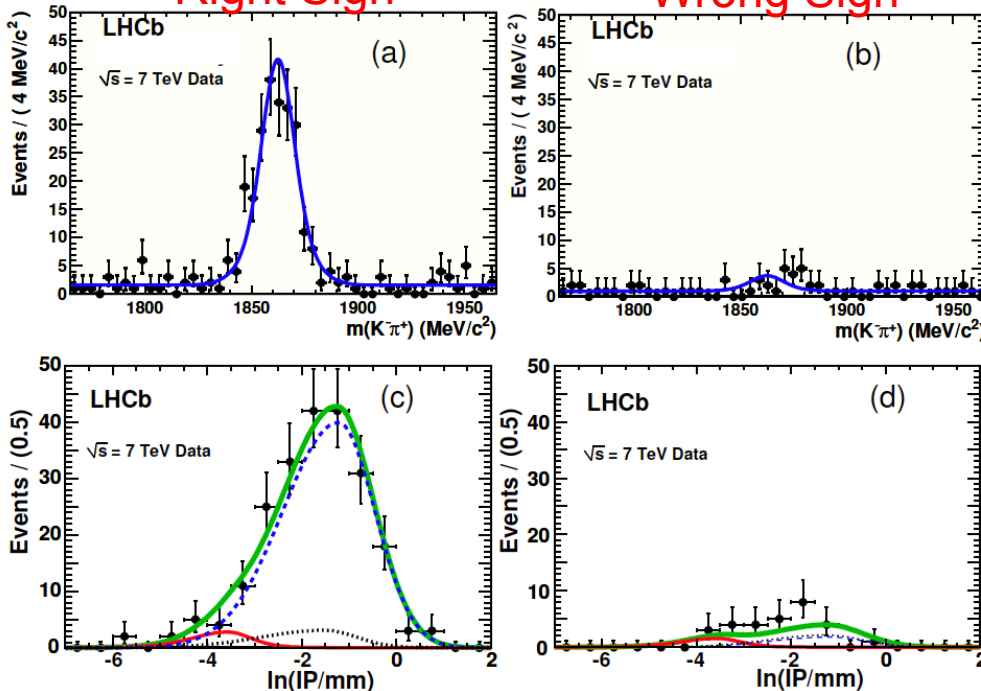 Right Sign
Wrong Sign
LHCb
(a)
√s = 7 TeV Data
Events / ( 4 MeV/c²)
50
45
40
35
30
25
20
15
10
5
0
1800
1850
1900
1950
m(K⁻π⁺) (MeV/c²)
LHCb
(b)
√s = 7 TeV Data
Events / ( 4 MeV/c²)
50
45
40
35
30
25
20
15
10
5
0
1800
1850
1900
1950
m(K⁻π⁺) (MeV/c²)
LHCb
(c)
√s = 7 TeV Data
Events / (0.5)
50
40
30
20
10
0
-6
-4
-2
0
2
ln(IP/mm)
LHCb
(d)
√s = 7 TeV Data
Events / (0.5)
50
40
30
20
10
0
-6
-4
-2
0
2
ln(IP/mm)